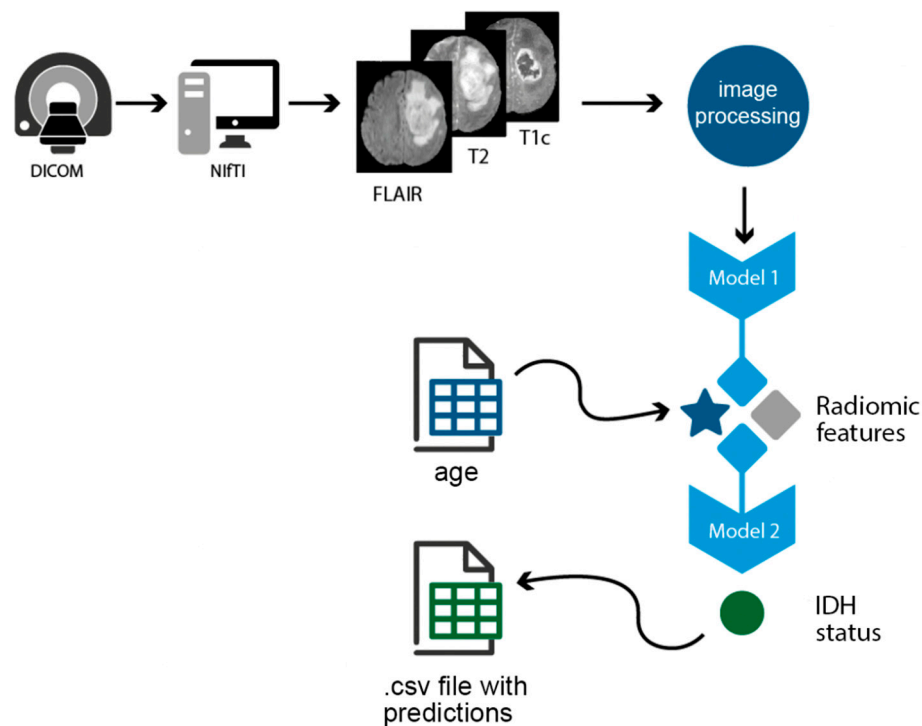 DICOM
NIfTI
FLAIR
T2
T1c
image
processing
Model 1
age
Radiomic
features
Model 2
IDH
status
.csv file with
predictions